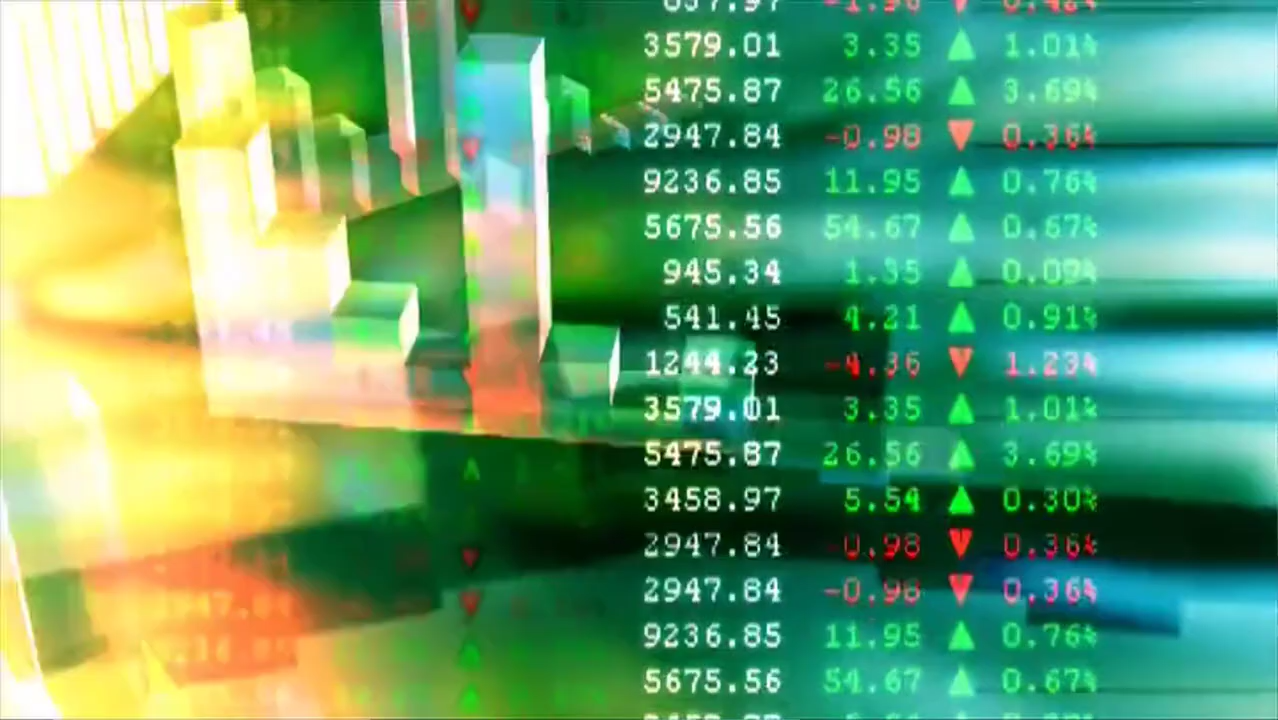 3579.01 3.35 ▲ 1.01%
5475.87 26.56 ▲ 3.69%
2947.84 -0.98 ▼ 0.36%
9236.85 11.95 ▲ 0.76%
5675.56 54.67 ▲ 0.67%
945.34 1.35 ▲ 0.09%
541.45 4.21 ▲ 0.91%
1244.23 -4.36 ▼ 1.23%
3579.01 3.35 ▲ 1.01%
5475.87 26.56 ▲ 3.69%
3458.97 5.54 ▲ 0.30%
2947.84 -0.98 ▼ 0.36%
2947.84 -0.98 ▼ 0.36%
9236.85 11.95 ▲ 0.76%
5675.56 54.67 ▲ 0.67%